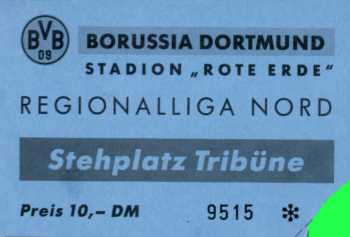 BVB
09
BORUSSIA DORTMUND
STADION „ROTE ERDE"
REGIONALLIGA NORD
Stehplatz Tribüne
Preis 10,– DM 9515 *